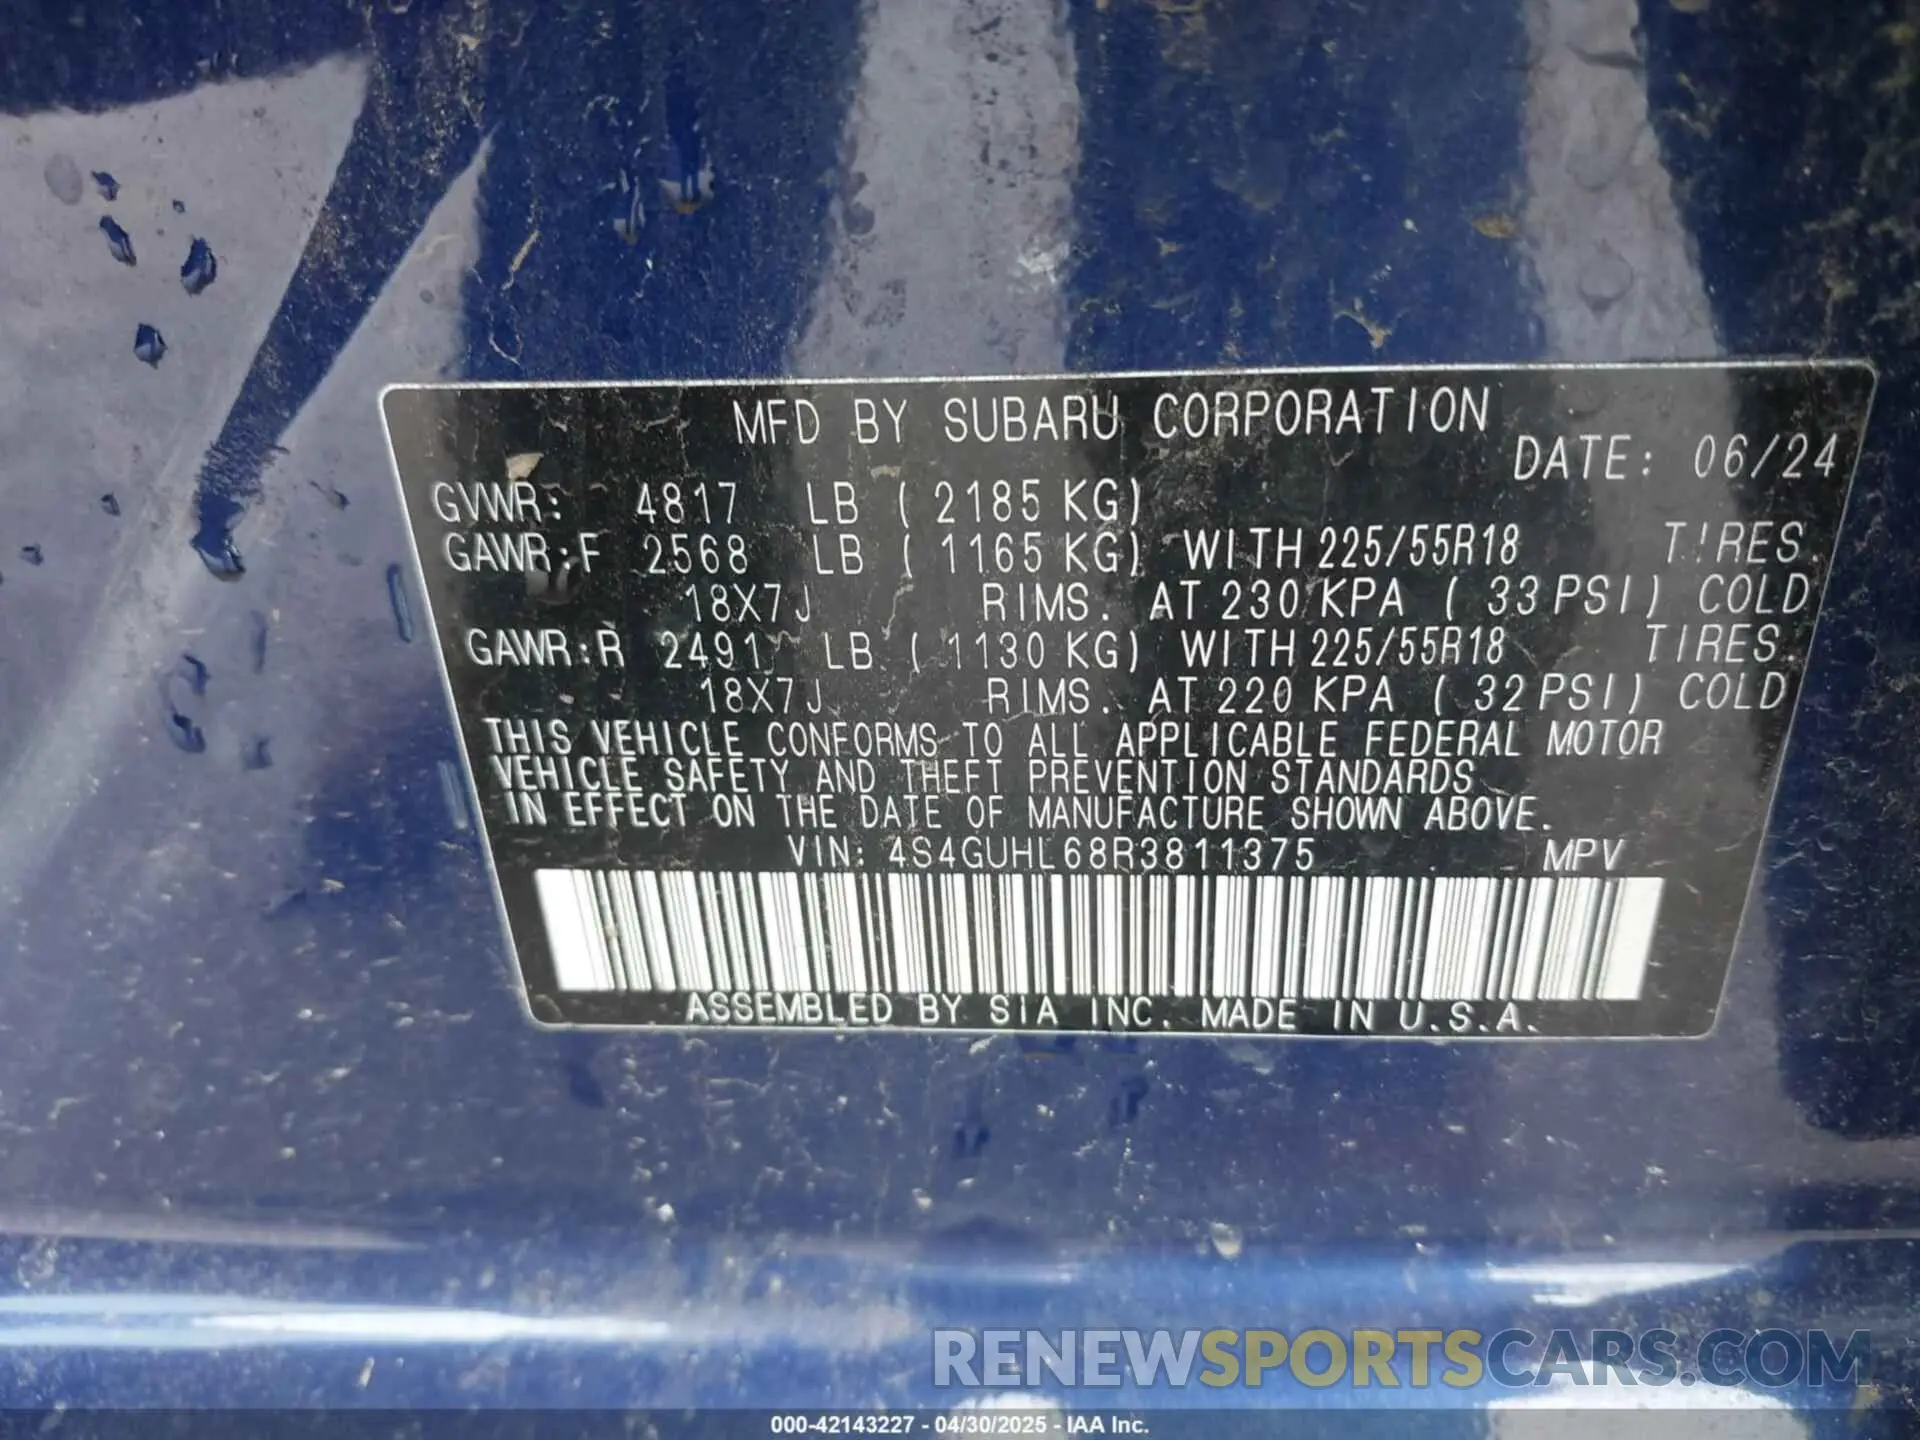 MFD BY SUBARU CORPORATION
DATE: 06/24
GVWR: 4817 LB ( 2185 KG)
GAWR:F 2568 LB ( 1165 KG) WITH 225/55R18 TIRES.
18X7J RIMS. AT 230 KPA ( 33 PSI) COLD
GAWR:R 2491 LB ( 1130 KG) WITH 225/55R18 TIRES.
18X7J RIMS. AT 220 KPA ( 32 PSI) COLD
THIS VEHICLE CONFORMS TO ALL APPLICABLE FEDERAL MOTOR
VEHICLE SAFETY AND THEFT PREVENTION STANDARDS
IN EFFECT ON THE DATE OF MANUFACTURE SHOWN ABOVE.
VIN: 4S4GUHL68R3811375 MPV
ASSEMBLED BY SIA INC. MADE IN U.S.A.
RENEWSPORTSCARS.COM
000-42143227 - 04/30/2025 - IAA Inc.